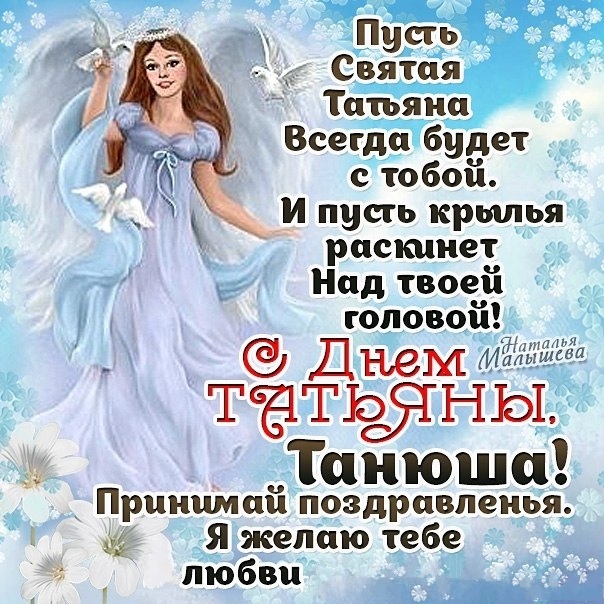 Пусть
Святая
Татьяна
Всегда будет
с тобой.
И пусть крылья
раскинет
Над твоей
головой!
С Днем
ТАТЬЯНЫ,
Наталья
Малышева
Танюша!
Принимай поздравленья.
Я желаю тебе
любви